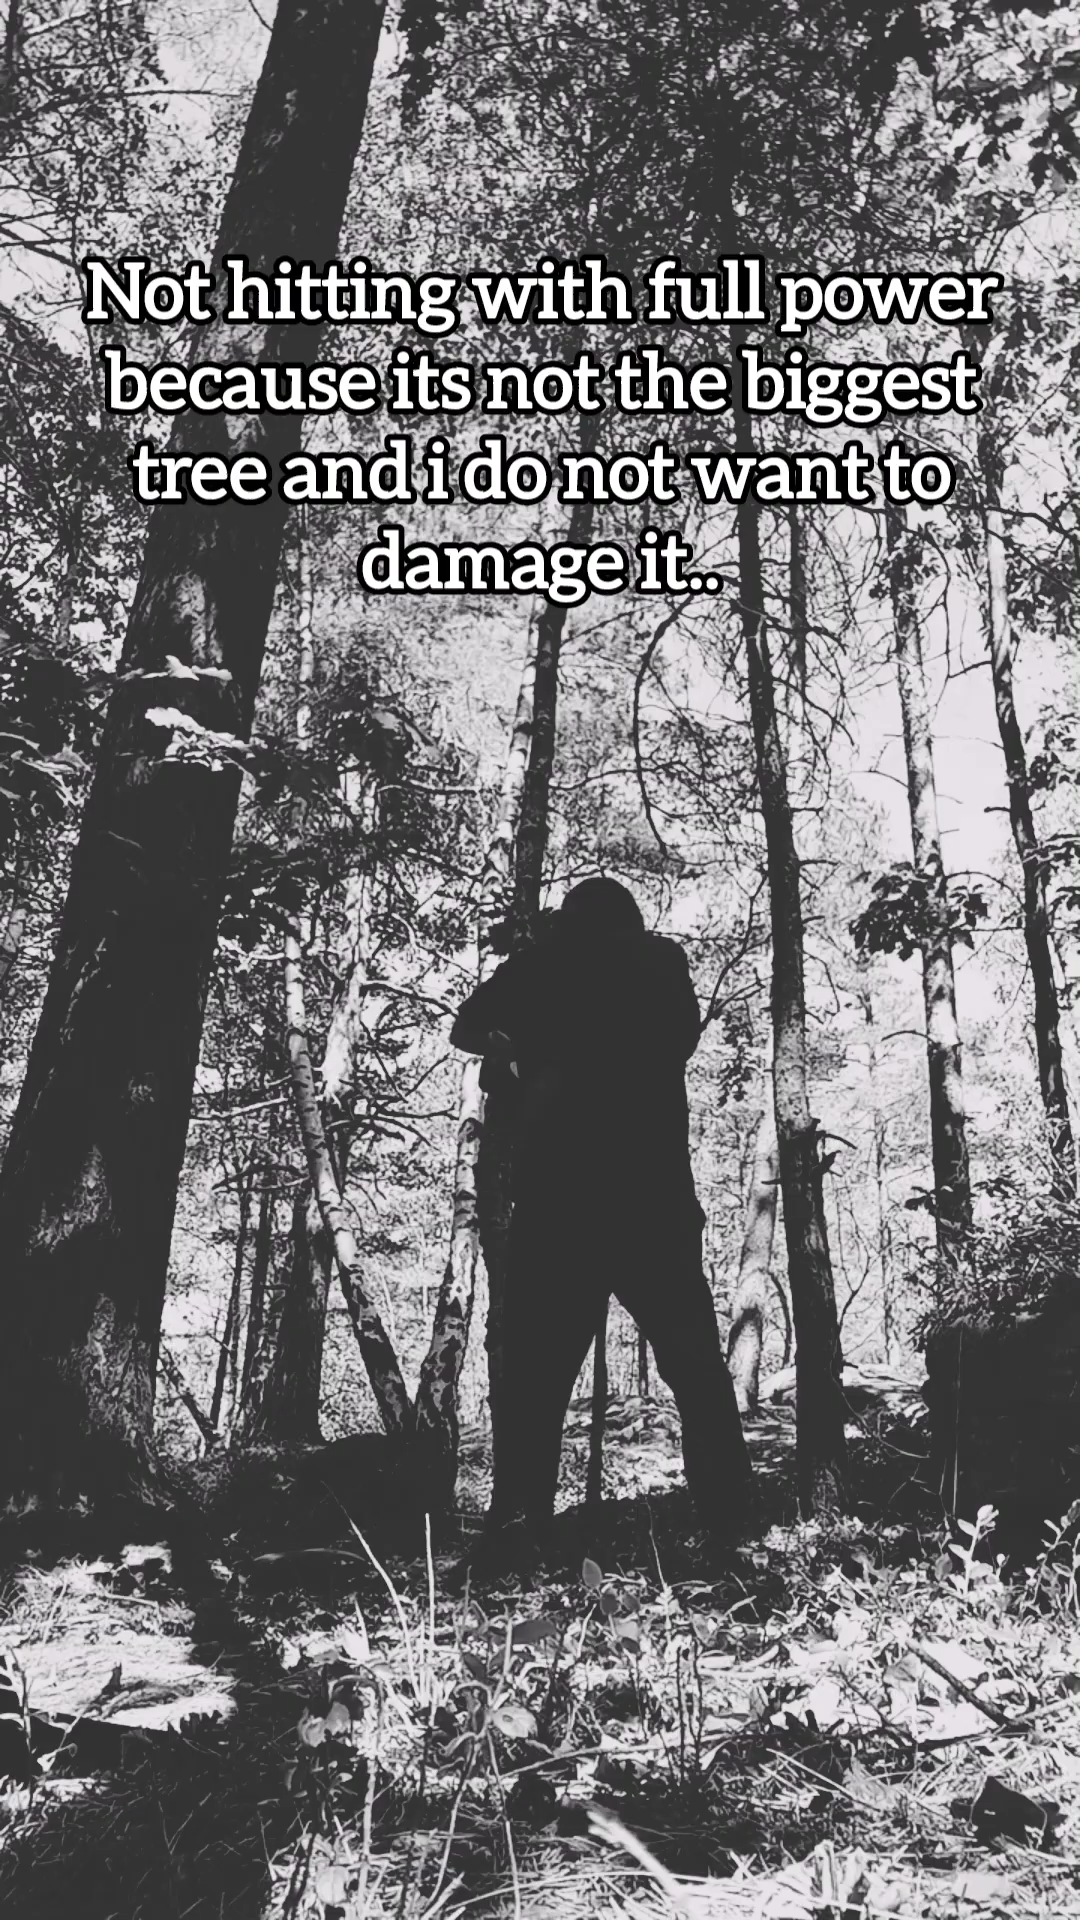 Not hitting with full power
because its not the biggest
tree and i do not want to
damage it..